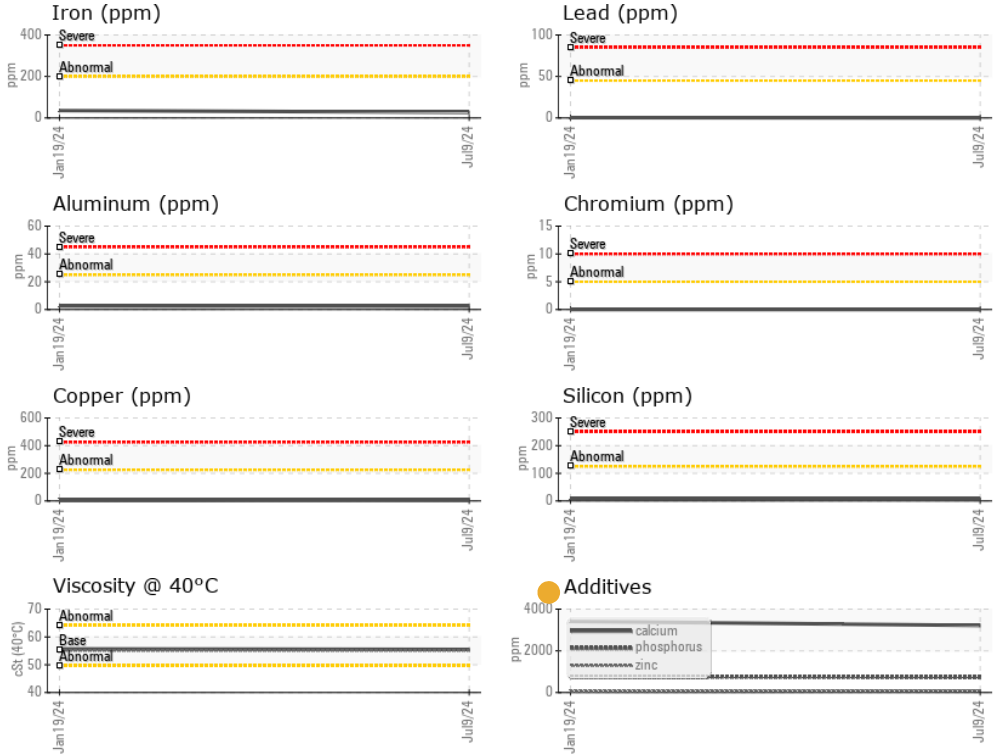 Iron (ppm)
400
200
0
ppm
Severe
Abnormal
Jan19/24
Jul9/24
Lead (ppm)
100
50
0
ppm
Severe
Abnormal
Jan19/24
Jul9/24
Aluminum (ppm)
60
40
20
0
ppm
Severe
Abnormal
Jan19/24
Jul9/24
Chromium (ppm)
15
10
5
0
ppm
Severe
Abnormal
Jan19/24
Jul9/24
Copper (ppm)
600
400
200
0
ppm
Severe
Abnormal
Jan19/24
Jul9/24
Silicon (ppm)
300
200
100
0
ppm
Severe
Abnormal
Jan19/24
Jul9/24
Viscosity @ 40°C
70
60
50
40
cSt (40°C)
Abnormal
Base
Abnormal
Jan19/24
Jul9/24
Additives
4000
2000
0
ppm
calcium
phosphorus
zinc
Jan19/24
Jul9/24